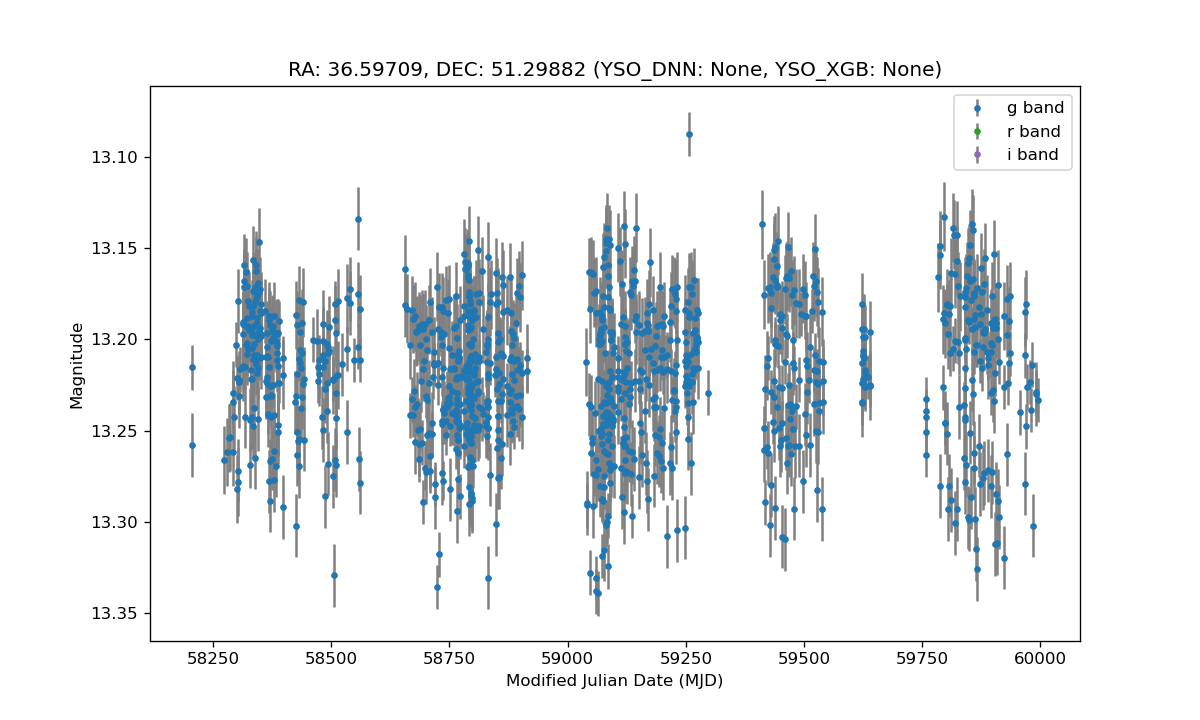 RA: 36.59709, DEC: 51.29882 (YSO_DNN: None, YSO_XGB: None)
g band
r band
i band
13.10
13.15
13.20
13.25
13.30
13.35
Magnitude
58250 58500 58750 59000 59250 59500 59750 60000
Modified Julian Date (MJD)